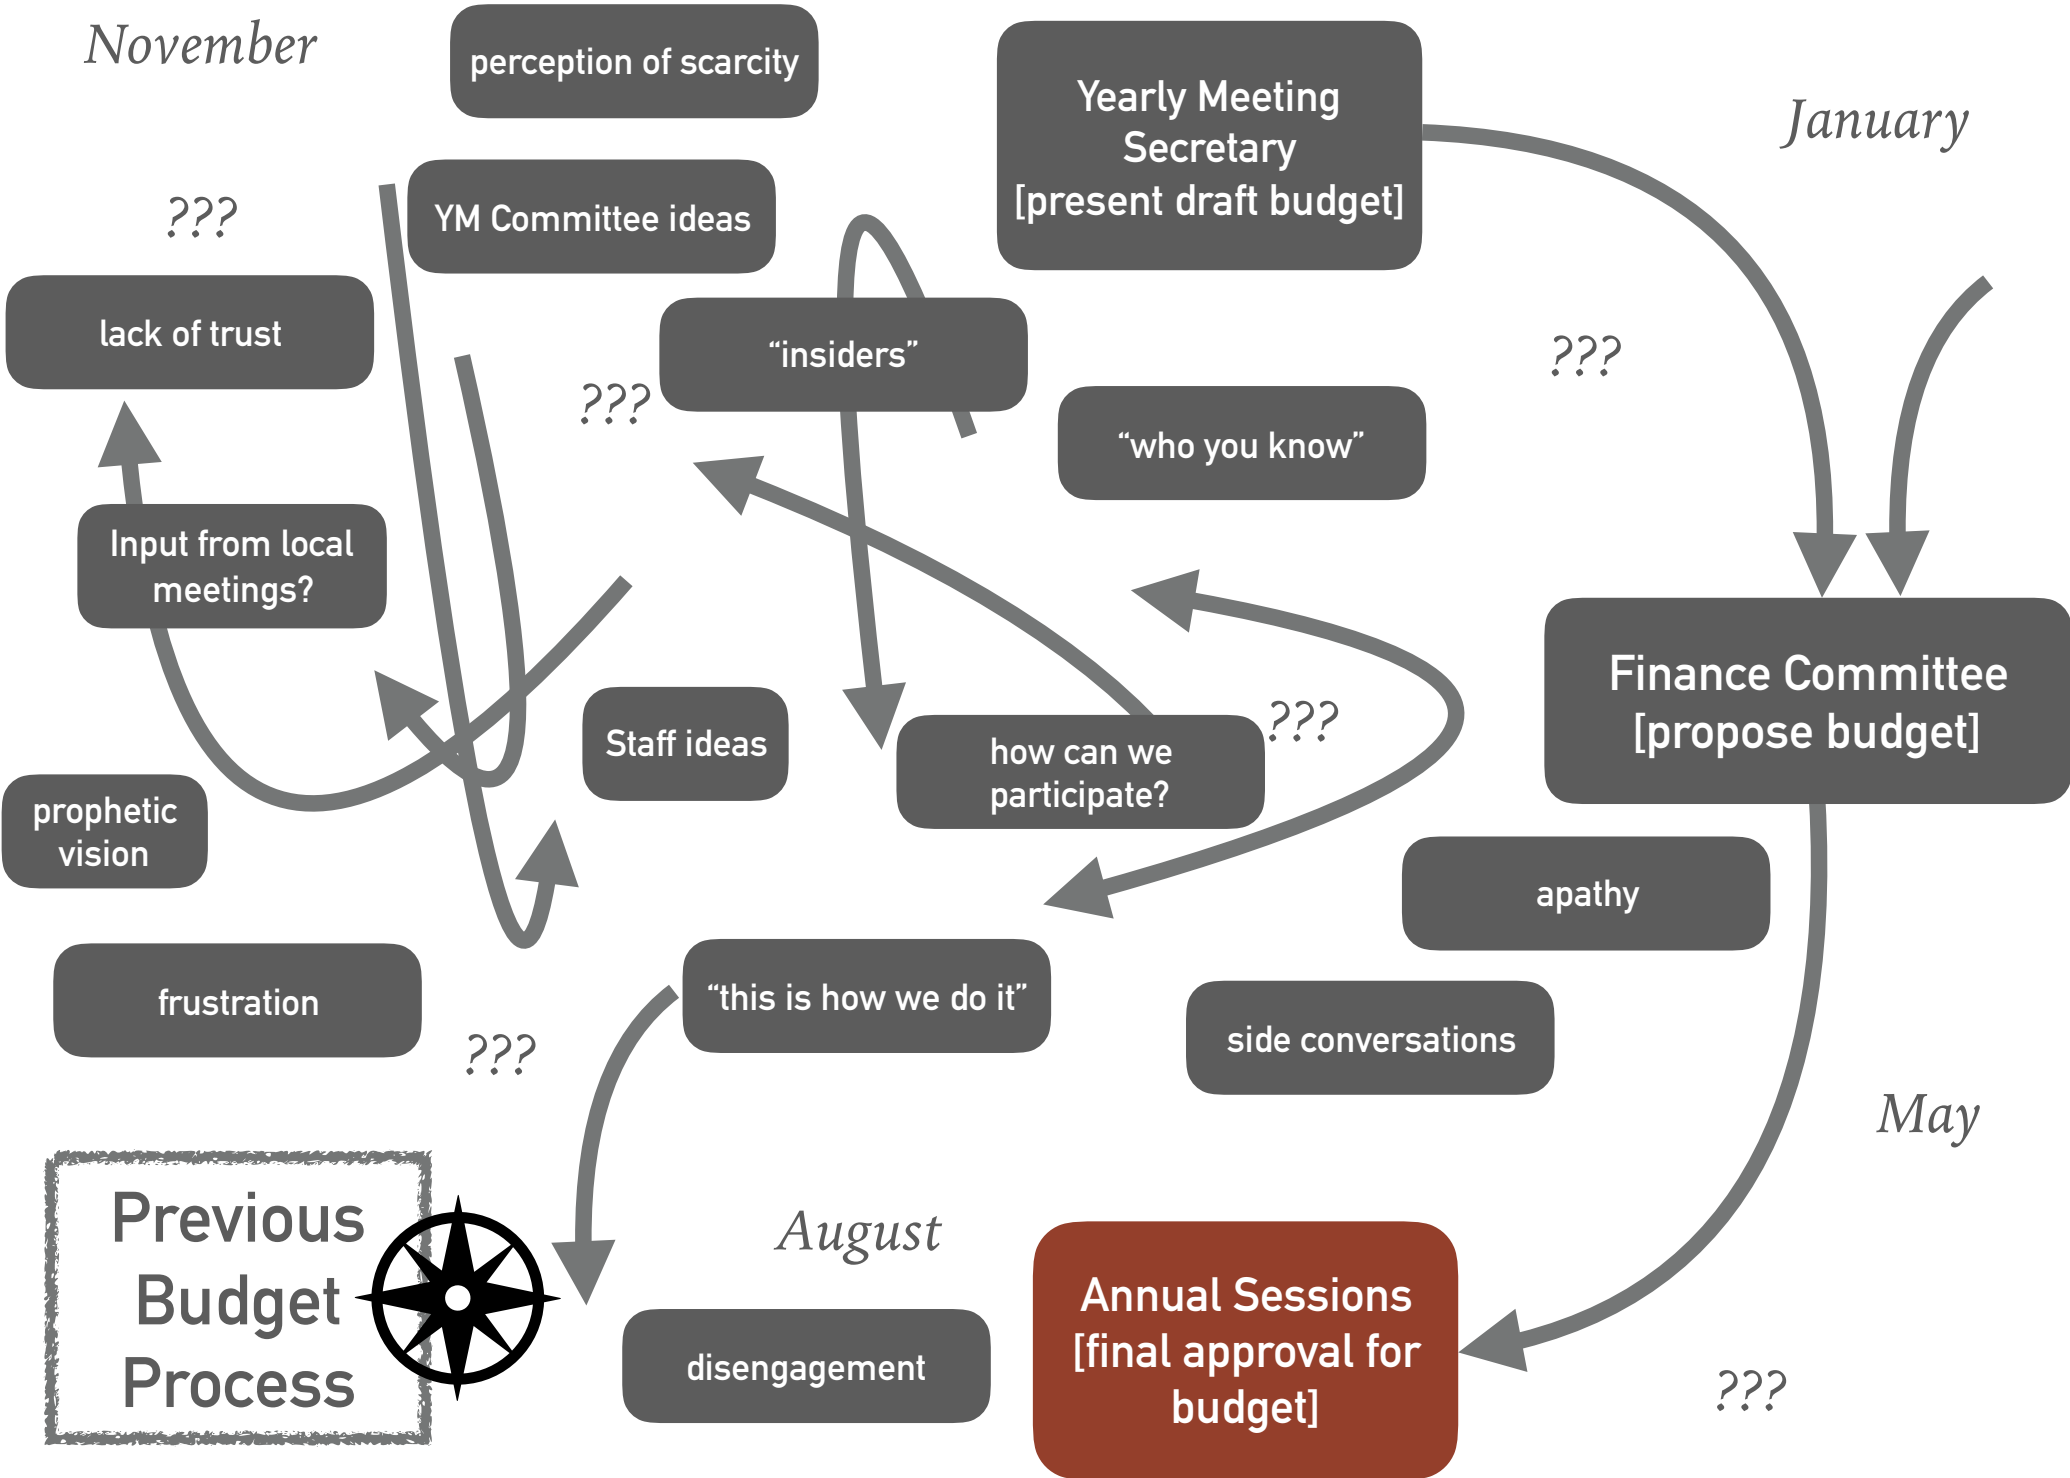 November
perception of scarcity
Yearly Meeting
Secretary
[present draft budget]
January
???
YM Committee ideas
lack of trust
“insiders”
???
???
“who you know”
Input from local
meetings?
Finance Committee
[propose budget]
Staff ideas
how can we
participate?
???
prophetic
vision
apathy
frustration
“this is how we do it”
side conversations
???
May
Previous
Budget
Process
August
Annual Sessions
[final approval for
budget]
disengagement
???